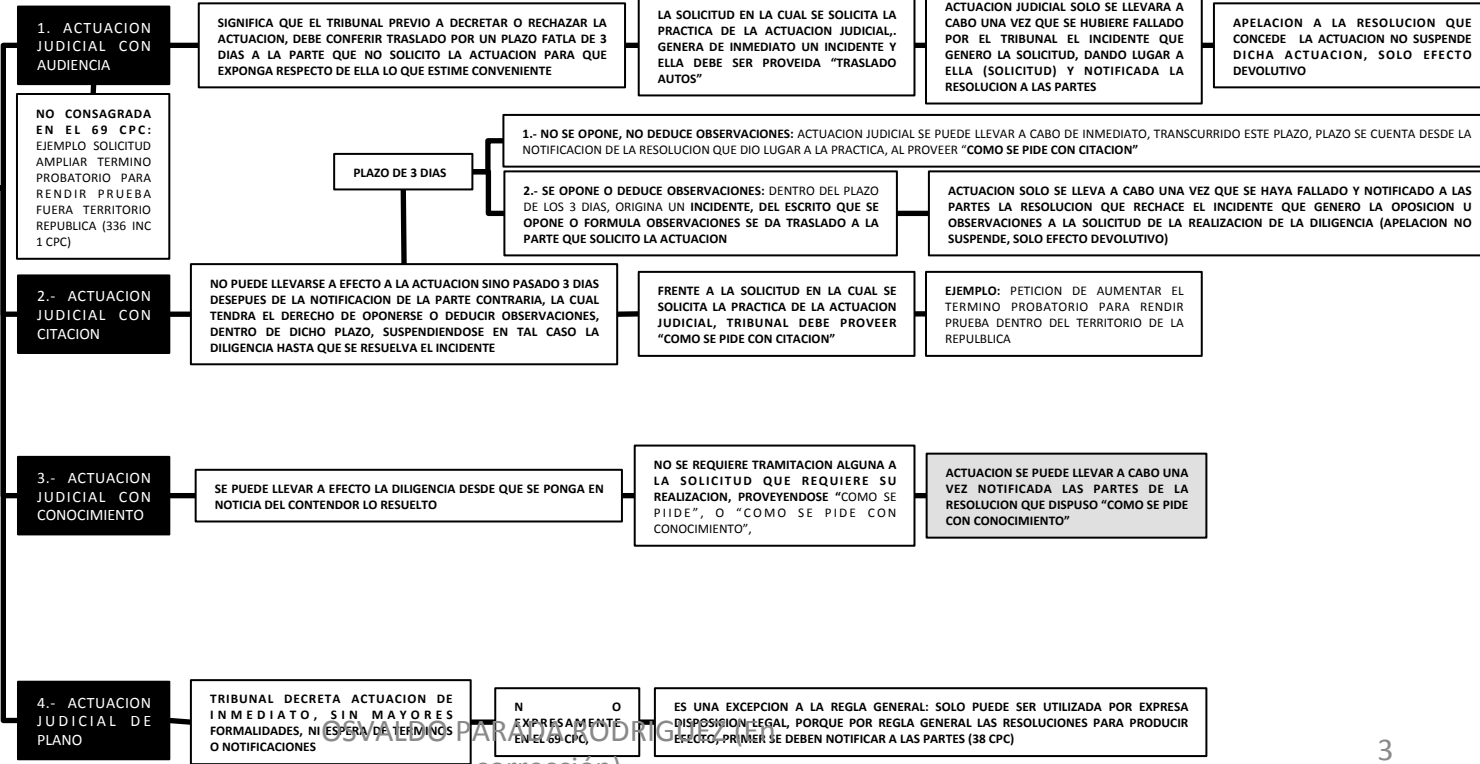 1. ACTUACION
JUDICIAL CON
AUDIENCIA
SIGNIFICA QUE EL TRIBUNAL PREVIO A DECRETAR O RECHAZAR LA
ACTUACION, DEBE CONFERIR TRASLADO POR UN PLAZO FATLA DE 3
DIAS A LA PARTE QUE NO SOLICITO LA ACTUACION PARA QUE
EXPONGA RESPECTO DE ELLA LO QUE ESTIME CONVENIENTE
LA SOLICITUD EN LA CUAL SE SOLICITA LA
PRACTICA DE LA ACTUACION JUDICIAL,.
GENERA DE INMEDIATO UN INCIDENTE Y
ELLA DEBE SER PROVEIDA “TRASLADO
AUTOS”
ACTUACION JUDICIAL SOLO SE LLEVARA A
CABO UNA VEZ QUE SE HUBIERE FALLADO
POR EL TRIBUNAL EL INCIDENTE QUE
GENERO LA SOLICITUD, DANDO LUGAR A
ELLA (SOLICITUD) Y NOTIFICADA LA
RESOLUCION A LAS PARTES
APELACION A LA RESOLUCION QUE
CONCEDE LA ACTUACION NO SUSPENDE
DICHA ACTUACION, SOLO EFECTO
DEVOLUTIVO
NO CONSAGRADA
EN EL 69 CPC:
EJEMPLO SOLICITUD
AMPLIAR TERMINO
PROBATORIO PARA
RENDIR PRUEBA
FUERA TERRITORIO
REPUBLICA (336 INC
1 CPC)
PLAZO DE 3 DIAS
1.- NO SE OPONE, NO DEDUCE OBSERVACIONES: ACTUACION JUDICIAL SE PUEDE LLEVAR A CABO DE INMEDIATO, TRANSCURRIDO ESTE PLAZO, PLAZO SE CUENTA DESDE LA
NOTIFICACION DE LA RESOLUCION QUE DIO LUGAR A LA PRACTICA, AL PROVEER “COMO SE PIDE CON CITACION”
2.- SE OPONE O DEDUCE OBSERVACIONES: DENTRO DEL PLAZO
DE LOS 3 DIAS, ORIGINA UN INCIDENTE, DEL ESCRITO QUE SE
OPONE O FORMULA OBSERVACIONES SE DA TRASLADO A LA
PARTE QUE SOLICITO LA ACTUACION
ACTUACION SOLO SE LLEVA A CABO UNA VEZ QUE SE HAYA FALLADO Y NOTIFICADO A LAS
PARTES LA RESOLUCION QUE RECHACE EL INCIDENTE QUE GENERO LA OPOSICION U
OBSERVACIONES A LA SOLICITUD DE LA REALIZACION DE LA DILIGENCIA (APELACION NO
SUSPENDE, SOLO EFECTO DEVOLUTIVO)
2.- ACTUACION
JUDICIAL CON
CITACION
NO PUEDE LLEVARSE A EFECTO A LA ACTUACION SINO PASADO 3 DIAS
DESEPUES DE LA NOTIFICACION DE LA PARTE CONTRARIA, LA CUAL
TENDRA EL DERECHO DE OPONERSE O DEDUCIR OBSERVACIONES,
DENTRO DE DICHO PLAZO, SUSPENDIENDOSE EN TAL CASO LA
DILIGENCIA HASTA QUE SE RESUELVA EL INCIDENTE
FRENTE A LA SOLICITUD EN LA CUAL SE
SOLICITA LA PRACTICA DE LA ACTUACION
JUDICIAL, TRIBUNAL DEBE PROVEER
“COMO SE PIDE CON CITACION”
EJEMPLO: PETICION DE AUMENTAR EL
TERMINO PROBATORIO PARA RENDIR
PRUEBA DENTRO DEL TERRITORIO DE LA
REPULBLICA
3.- ACTUACION
JUDICIAL CON
CONOCIMIENTO
SE PUEDE LLEVAR A EFECTO LA DILIGENCIA DESDE QUE SE PONGA EN
NOTICIA DEL CONTENDOR LO RESUELTO
NO SE REQUIERE TRAMITACION ALGUNA A
LA SOLICITUD QUE REQUIERE SU
REALIZACION, PROVEYENDOSE “COMO SE
PIIDE”, O “COMO SE PIDE CON
CONOCIMIENTO”,
ACTUACION SE PUEDE LLEVAR A CABO UNA
VEZ NOTIFICADA LAS PARTES DE LA
RESOLUCION QUE DISPUSO “COMO SE PIDE
CON CONOCIMIENTO”
4.- ACTUACION
JUDICIAL DE
PLANO
TRIBUNAL DECRETA ACTUACION DE
INMEDIATO, SIN MAYORES
FORMALIDADES, NI ESPERA DE TERMINOS
O NOTIFICACIONES
N O
EXPRESAMENTE
EN EL 69 CPC,
ES UNA EXCEPCION A LA REGLA GENERAL: SOLO PUEDE SER UTILIZADA POR EXPRESA
DISPOSICION LEGAL, PORQUE POR REGLA GENERAL LAS RESOLUCIONES PARA PRODUCIR
EFECTO, PRIMER SE DEBEN NOTIFICAR A LAS PARTES (38 CPC)
OSVALDO PARADA RODRIGUEZ (En
corrección)
3